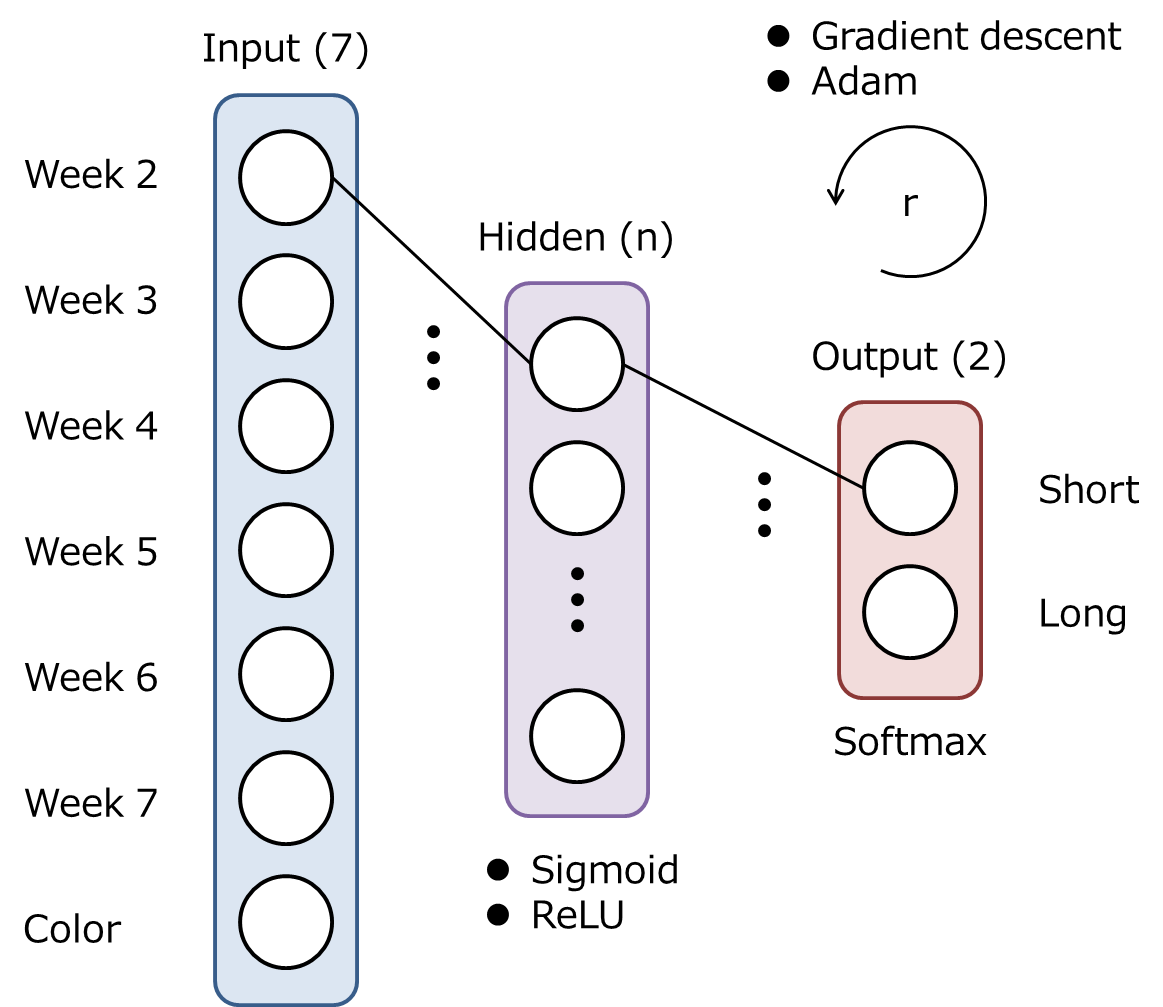 Input (7)
Week 2
Week 3
Week 4
Week 5
Week 6
Week 7
Color
Hidden (n)
● Sigmoid
● ReLU
● Gradient descent
● Adam
r
Output (2)
Short
Long
Softmax